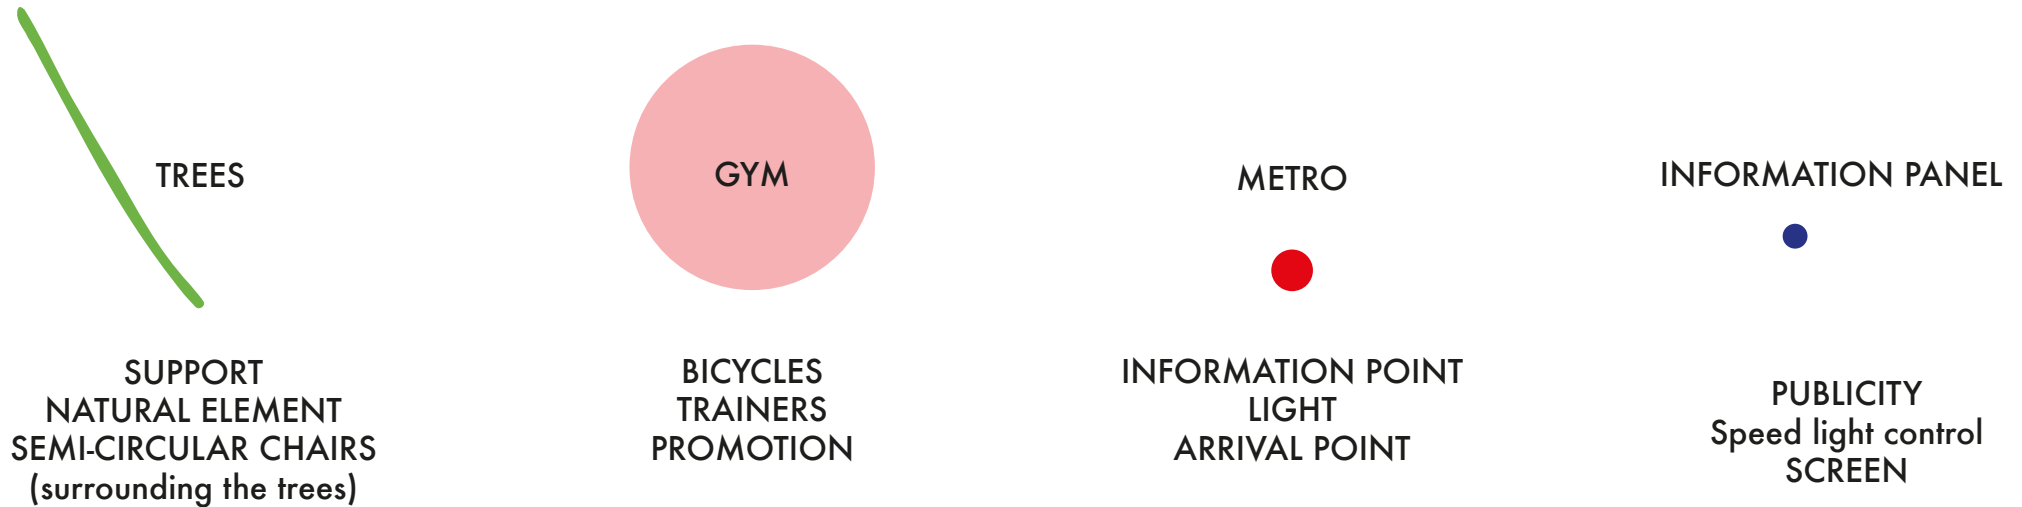 TREES
SUPPORT
NATURAL ELEMENT
SEMI-CIRCULAR CHAIRS
(surrounding the trees)
GYM
BICYCLES
TRAINERS
PROMOTION
METRO
INFORMATION POINT
LIGHT
ARRIVAL POINT
INFORMATION PANEL
PUBLICITY
Speed light control
SCREEN